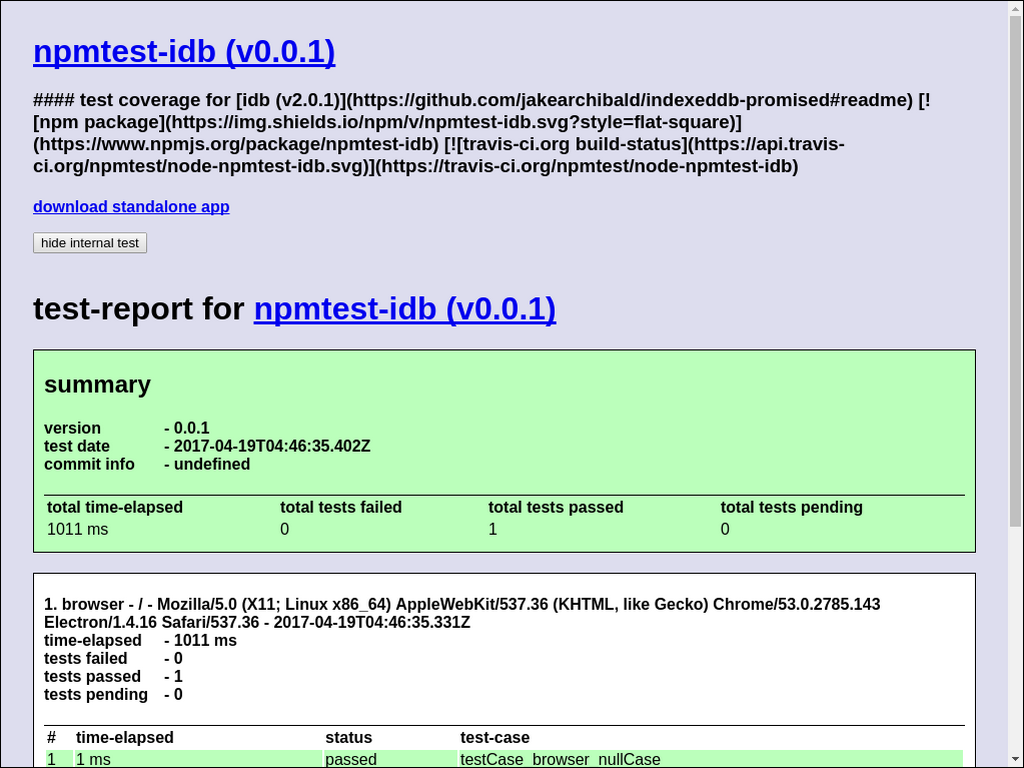 npmtest-idb (v0.0.1)
#### test coverage for [idb (v2.0.1)](https://github.com/jakearchibald/indexeddb-promised#readme) [!
[npm package](https://img.shields.io/npm/v/npmtest-idb.svg?style=flat-square)]
(https://www.npmjs.org/package/npmtest-idb) [![travis-ci.org build-status](https://api.travis-
ci.org/npmtest/node-npmtest-idb.svg)](https://travis-ci.org/npmtest/node-npmtest-idb)
download standalone app
hide internal test
test-report for npmtest-idb (v0.0.1)
summary
version - 0.0.1
test date - 2017-04-19T04:46:35.402Z
commit info - undefined
total time-elapsed total tests failed total tests passed total tests pending
1011 ms 0 1 0
1. browser - / - Mozilla/5.0 (X11; Linux x86_64) AppleWebKit/537.36 (KHTML, like Gecko) Chrome/53.0.2785.143
Electron/1.4.16 Safari/537.36 - 2017-04-19T04:46:35.331Z
time-elapsed - 1011 ms
tests failed - 0
tests passed - 1
tests pending - 0
# time-elapsed status test-case
1 1 ms passed testCase_browser_nullCase